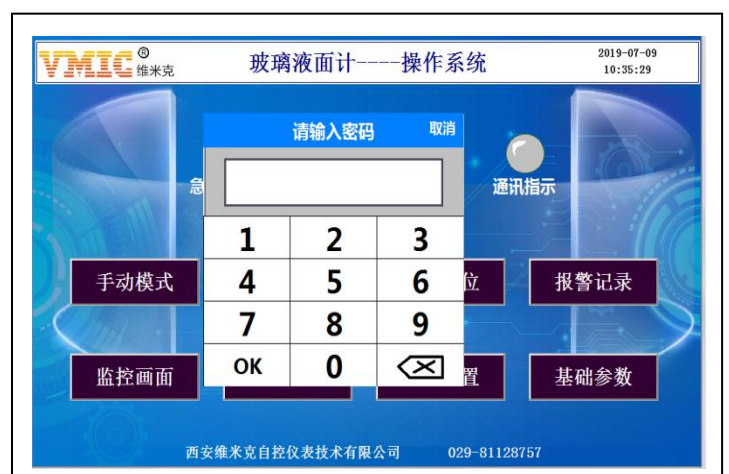 VMIC® 维米克
玻璃液面计----操作系统
2019-07-09
10:35:29
请输入密码 取消
急 通讯指示
1 2 3
手动模式 4 5 6 位 报警记录
7 8 9
监控画面 OK 0 置 基础参数
西安维米克自控仪表技术有限公司 029-81128757